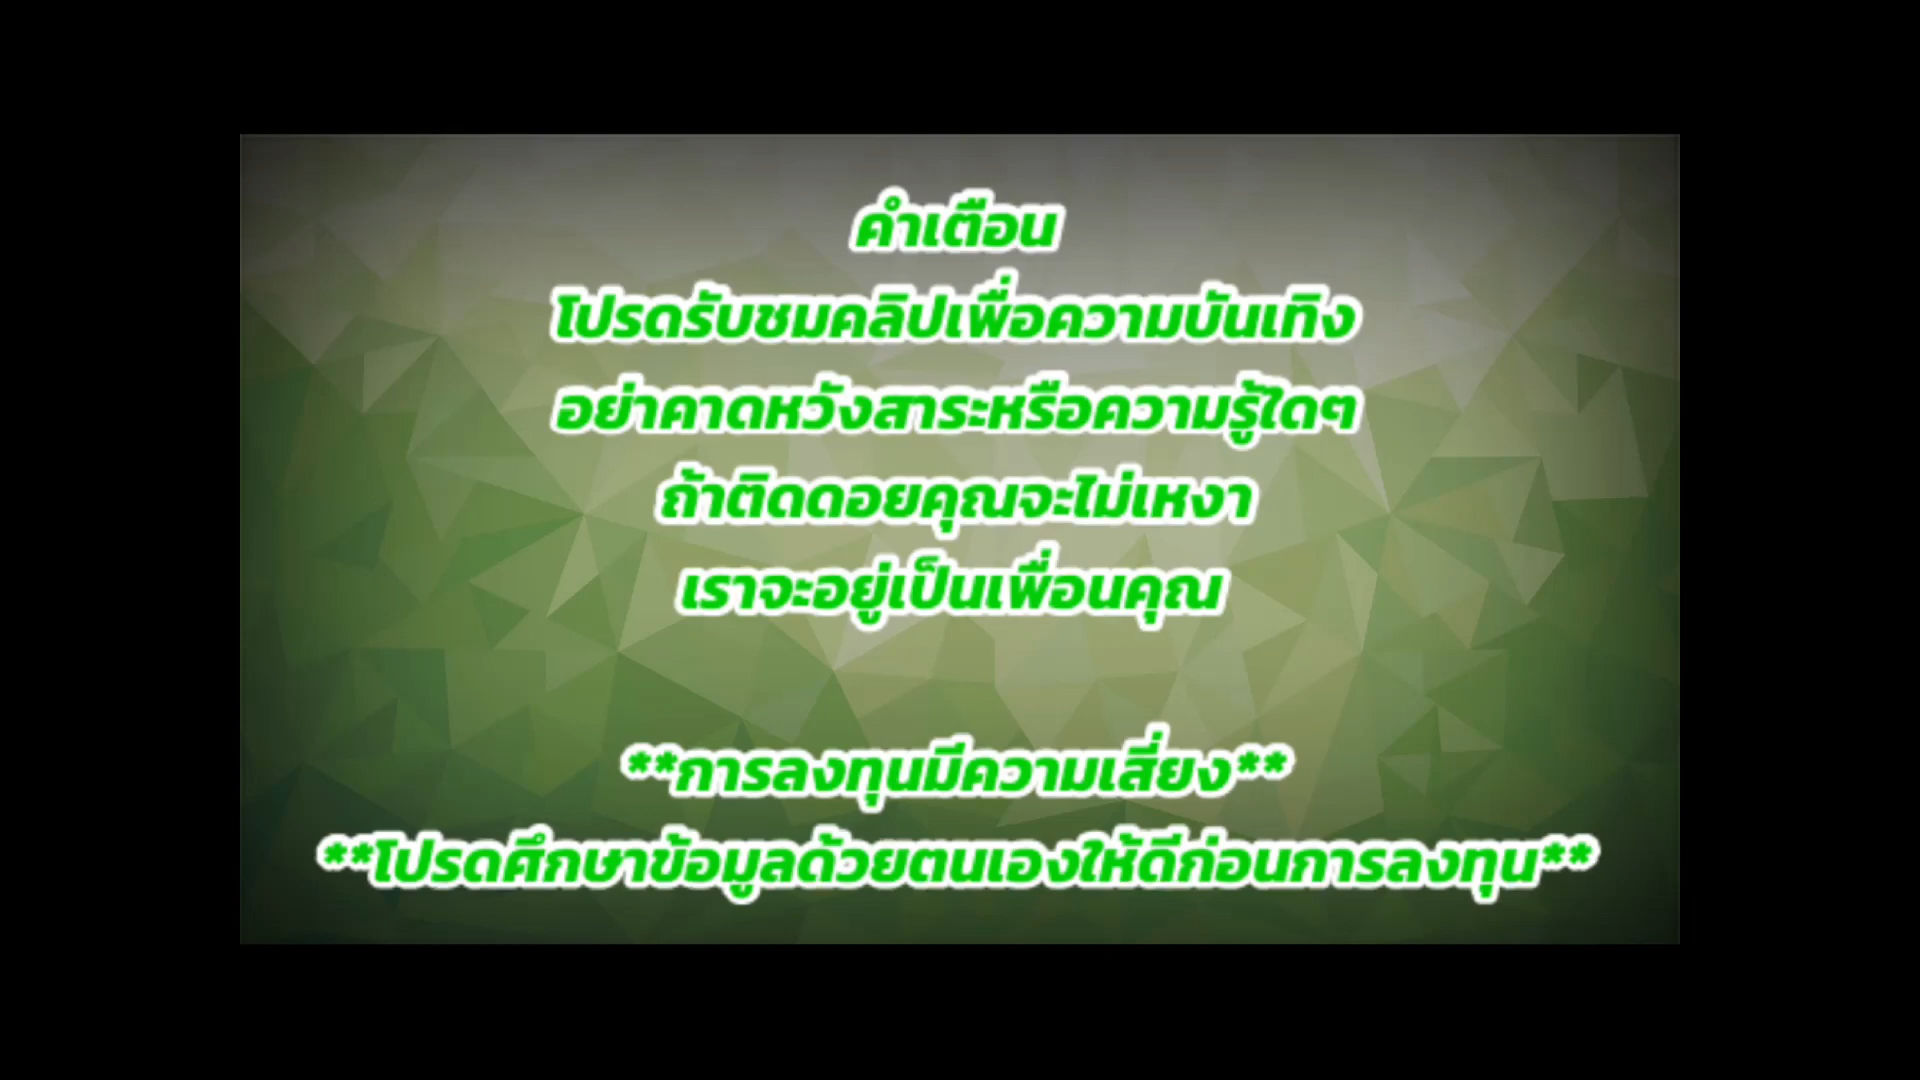 คำเตือน
โปรดรับชมคลิปเพื่อความบันเทิง
อย่าคาดหวังสาระหรือความรู้ใดๆ
ถ้าติดดอยคุณจะไม่เหงา
เราจะอยู่เป็นเพื่อนคุณ
**การลงทุนมีความเสี่ยง**
**โปรดศึกษาข้อมูลด้วยตนเองให้ดีก่อนการลงทุน**